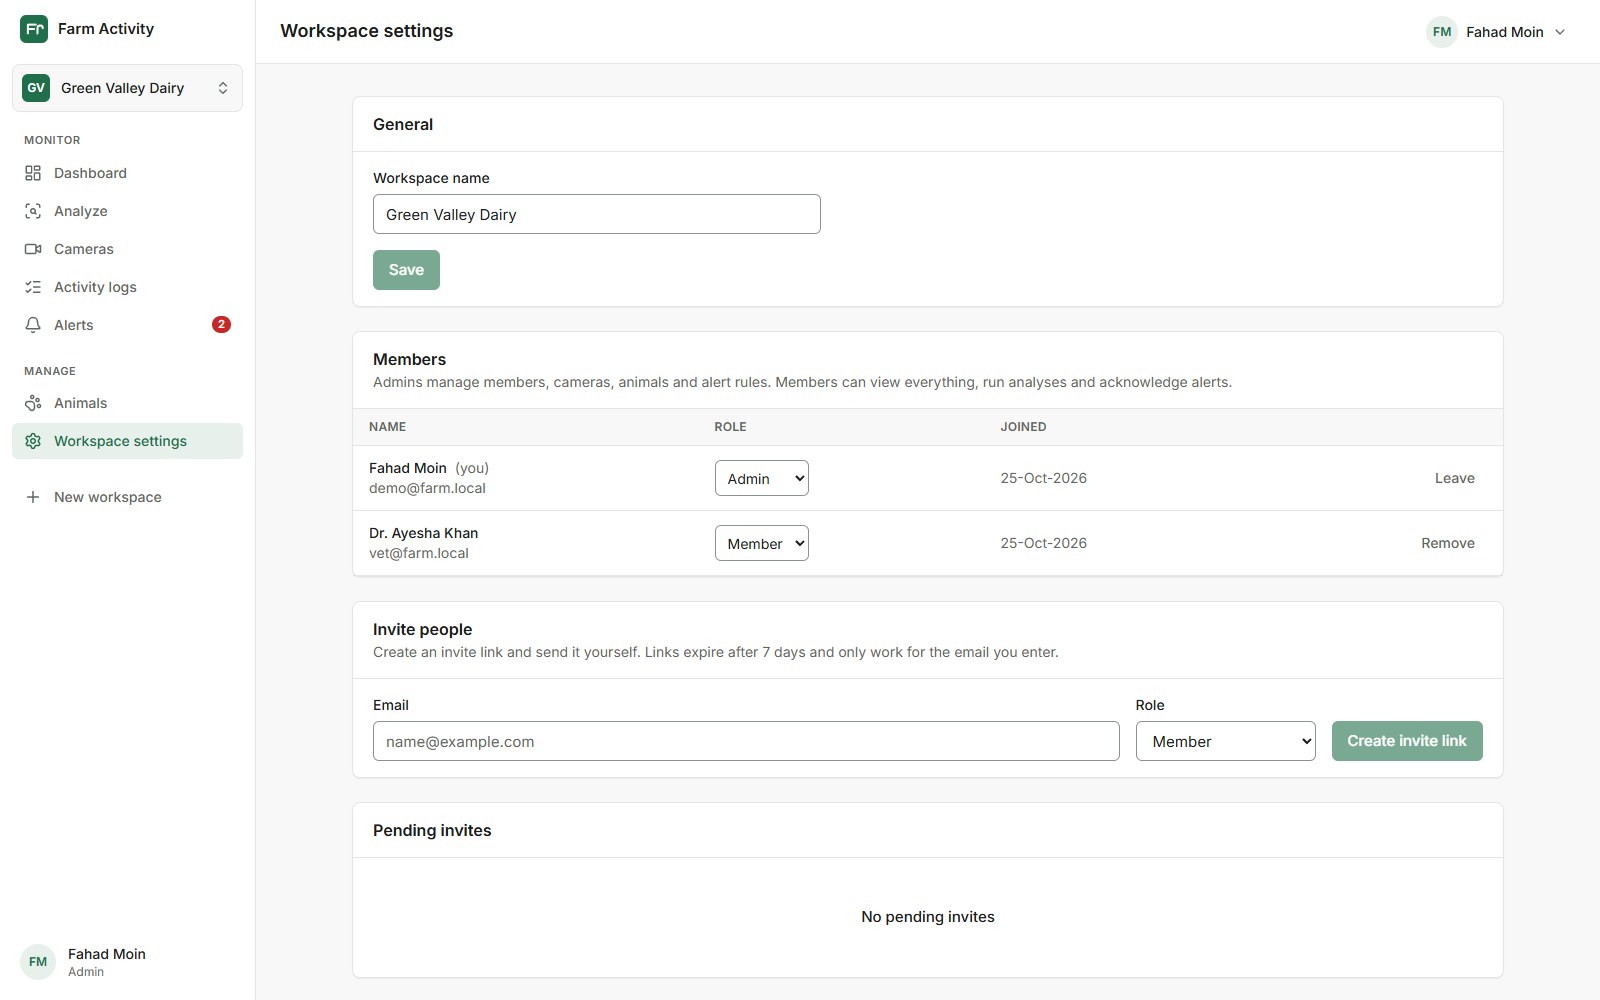 Farm Activity
GV Green Valley Dairy
MONITOR
Dashboard
Analyze
Cameras
Activity logs
Alerts 2
MANAGE
Animals
Workspace settings
New workspace
FM Fahad Moin
Admin
Workspace settings
FM Fahad Moin
General
Workspace name
Green Valley Dairy
Save
Members
Admins manage members, cameras, animals and alert rules. Members can view everything, run analyses and acknowledge alerts.
NAME ROLE JOINED
Fahad Moin (you)
demo@farm.local
Admin
25-Oct-2026
Leave
Dr. Ayesha Khan
vet@farm.local
Member
25-Oct-2026
Remove
Invite people
Create an invite link and send it yourself. Links expire after 7 days and only work for the email you enter.
Email
name@example.com
Role
Member
Create invite link
Pending invites
No pending invites